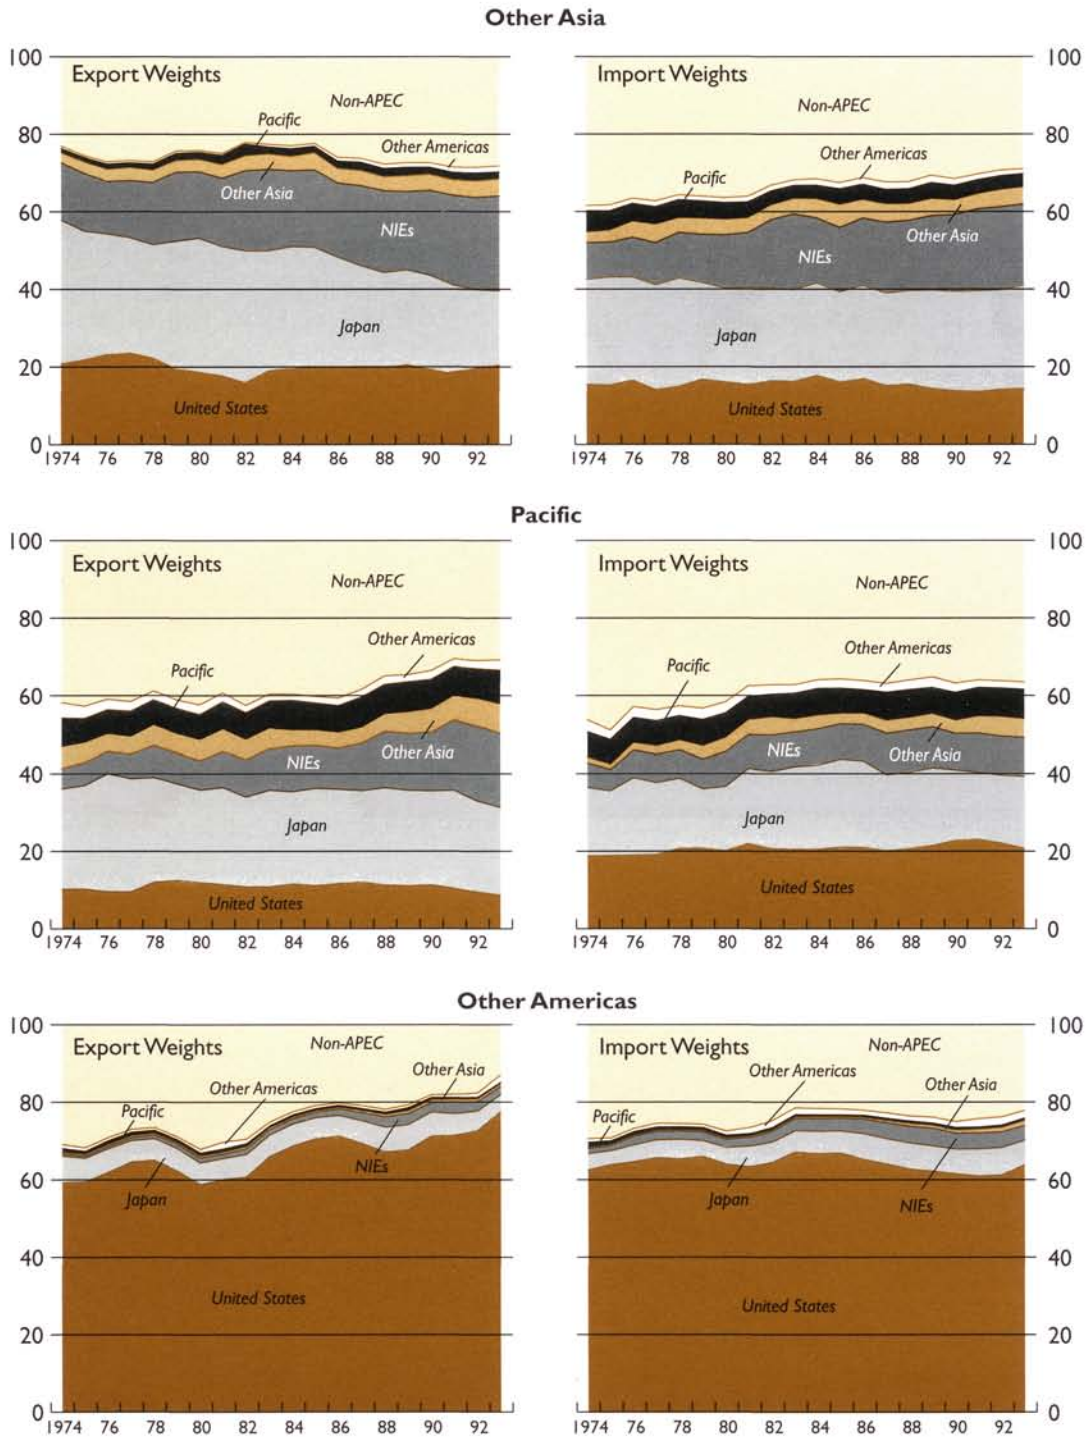 Other Asia
100
80
60
40
20
0
Export Weights
Non-APEC
Pacific
Other Americas
Other Asia
NIEs
Japan
United States
1974 76 78 80 82 84 86 88 90 92
Import Weights
Non-APEC
Other Americas
Pacific
Other Asia
NIEs
Japan
United States
100
80
60
40
20
0
1974 76 78 80 82 84 86 88 90 92
Pacific
100
80
60
40
20
0
Export Weights
Non-APEC
Other Americas
Pacific
Other Asia
NIEs
Japan
United States
1974 76 78 80 82 84 86 88 90 92
Import Weights
Non-APEC
Other Americas
Pacific
NIEs
Other Asia
Japan
United States
100
80
60
40
20
0
1974 76 78 80 82 84 86 88 90 92
Other Americas
100
80
60
40
20
0
Export Weights
Non-APEC
Other Asia
Other Americas
Pacific
NIEs
Japan
United States
1974 76 78 80 82 84 86 88 90 92
Import Weights
Non-APEC
Other Americas
Other Asia
Pacific
Japan
NIEs
United States
100
80
60
40
20
0
1974 76 78 80 82 84 86 88 90 92